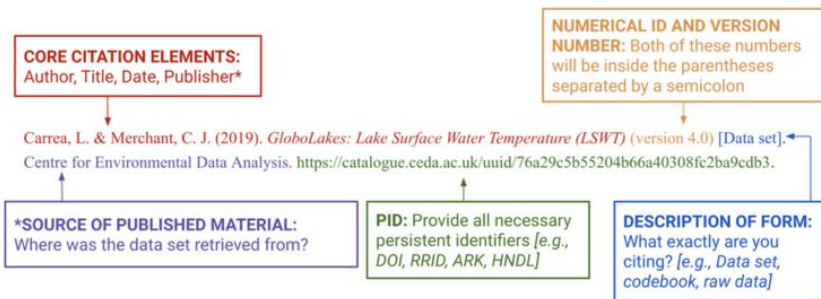 CORE CITATION ELEMENTS:
Author, Title, Date, Publisher*
NUMERICAL ID AND VERSION
NUMBER: Both of these numbers
will be inside the parentheses
separated by a semicolon
Carrea, L. & Merchant, C. J. (2019). GloboLakes: Lake Surface Water Temperature (LSWT) (version 4.0) [Data set].
Centre for Environmental Data Analysis. https://catalogue.ceda.ac.uk/uuid/76a29c5b55204b66a40308fc2ba9cdb3.
*SOURCE OF PUBLISHED MATERIAL:
Where was the data set retrieved from?
PID: Provide all necessary
persistent identifiers [e.g.,
DOI, RRID, ARK, HNDL]
DESCRIPTION OF FORM:
What exactly are you
citing? [e.g., Data set,
codebook, raw data]